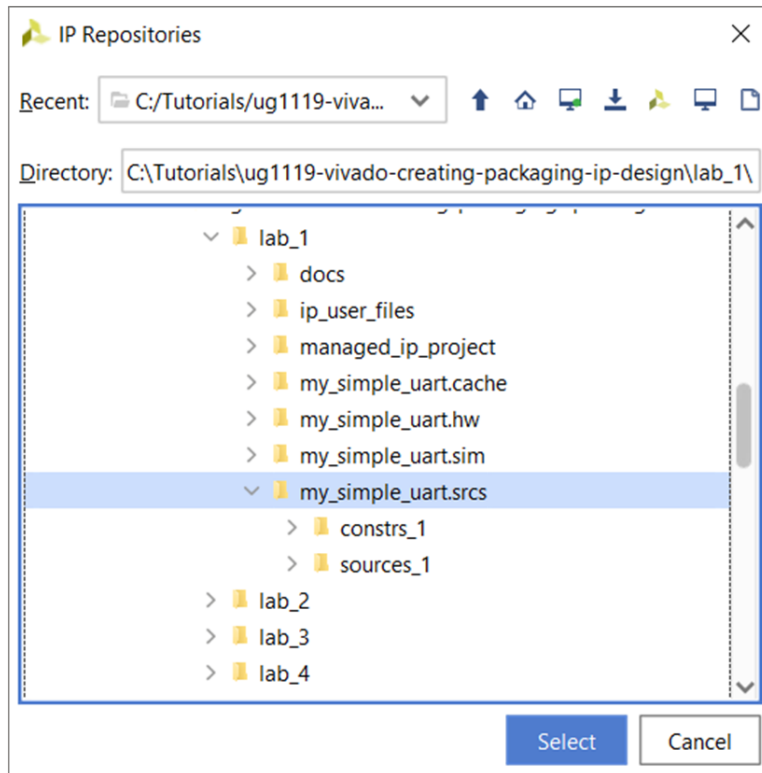 IP Repositories
Recent: C:/Tutorials/ug1119-viva...
Directory: C:\Tutorials\ug1119-vivado-creating-packaging-ip-design\lab_1\
lab_1
docs
ip_user_files
managed_ip_project
my_simple_uart.cache
my_simple_uart.hw
my_simple_uart.sim
my_simple_uart.srcs
constrs_1
sources_1
lab_2
lab_3
lab_4
Select Cancel